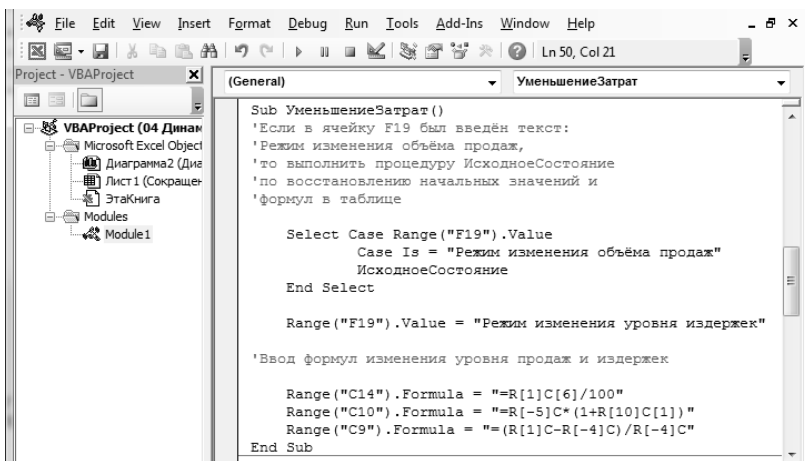 File Edit View Insert Format Debug Run Tools Add-Ins Window Help
Ln 50, Col 21
Project - VBAProject
(General)
УменьшениеЗатрат
VBAProject (04 Динам
Microsoft Excel Object
Диаграмма2 (Диа
Лист1 (Сокращен
ЭтаКнига
Modules
Module1
Sub УменьшениеЗатрат()
'Если в ячейку F19 был введён текст:
'Режим изменения объёма продаж,
'то выполнить процедуру ИсходноеСостояние
'по восстановлению начальных значений и
'формул в таблице
Select Case Range("F19").Value
Case Is = "Режим изменения объёма продаж"
ИсходноеСостояние
End Select
Range("F19").Value = "Режим изменения уровня издержек"
'Ввод формул изменения уровня продаж и издержек
Range("C14").Formula = "=R[1]C[6]/100"
Range("C10").Formula = "=R[-5]C*(1+R[10]C[1])"
Range("C9").Formula = "=(R[1]C-R[-4]C)/R[-4]C"
End Sub